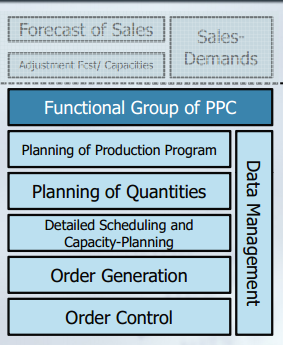 Forecast of Sales
Adjustment Fcst/ Capacities
Sales-
Demands
Functional Group of PPC
Planning of Production Program
Planning of Quantities
Detailed Scheduling and
Capacity-Planning
Order Generation
Order Control
Data Management